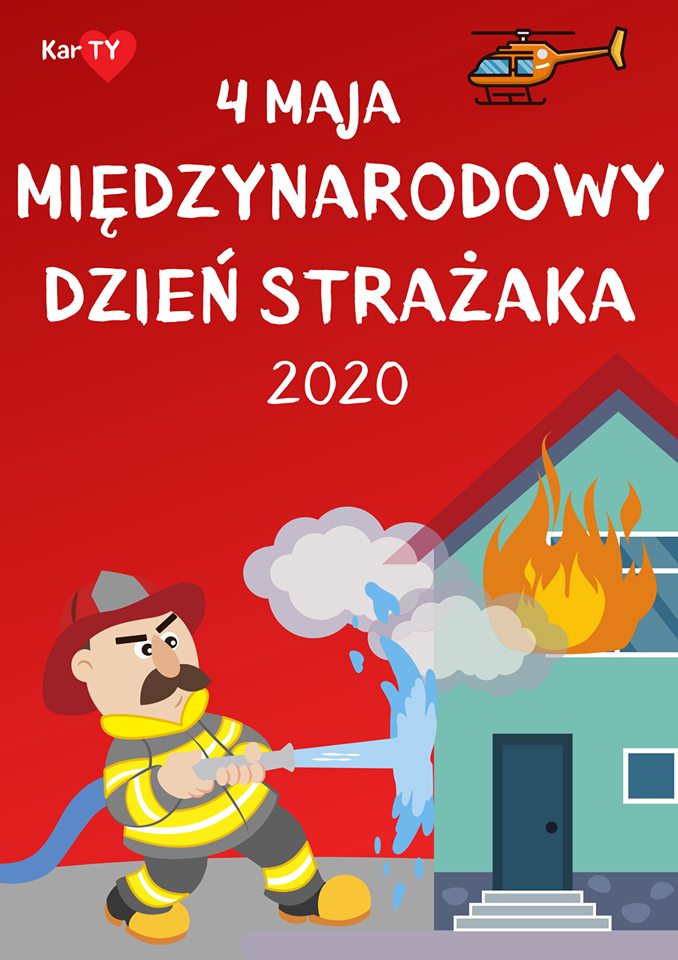 Kar TY
4 MAJA
MIĘDZYNARODOWY
DZIEŃ STRAŻAKA
2020